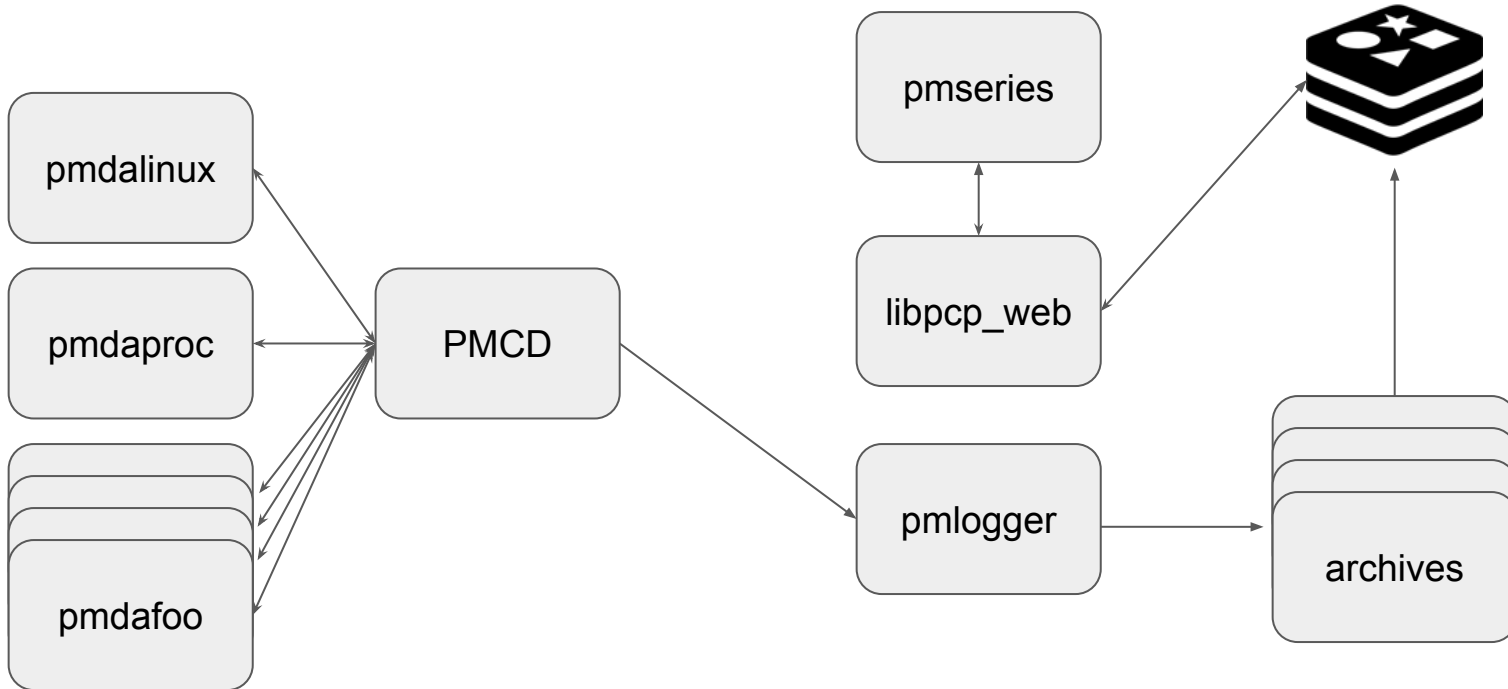 pmseries
pmdalinux
libpcp_web
pmdaproc
PMCD
pmlogger
archives
pmdafoo